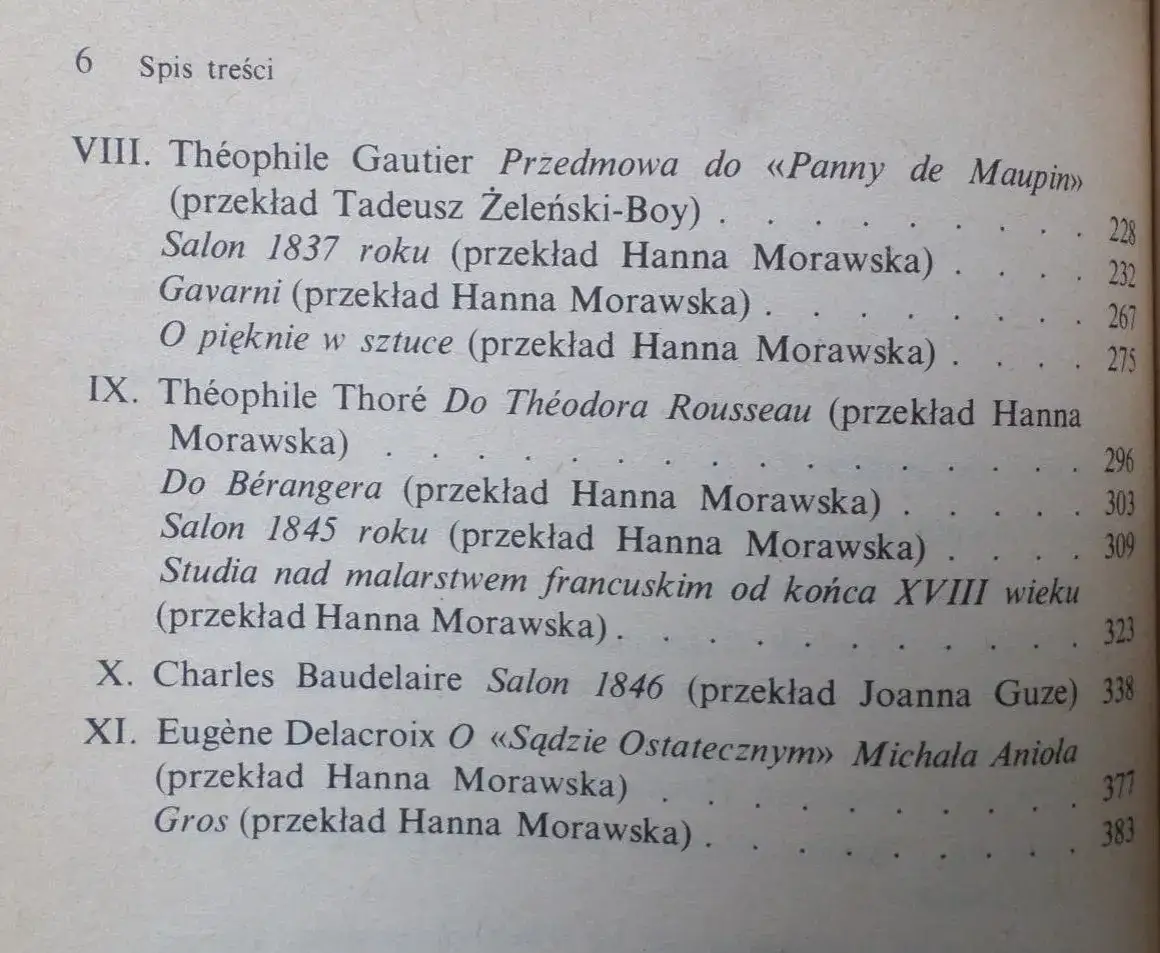 6 Spis treści
VIII. Théophile Gautier Przedmowa do «Panny de Maupin»
(przekład Tadeusz Żeleński-Boy) . . . . . . . . . 228
Salon 1837 roku (przekład Hanna Morawska) . . . . 232
Gavarni (przekład Hanna Morawska) . . . . . . . . 267
O pięknie w sztuce (przekład Hanna Morawska) . . . . 275
IX. Théophile Thoré Do Théodora Rousseau (przekład Hanna
Morawska) . . . . . . . . . . . . . . . . 296
Do Bérangera (przekład Hanna Morawska) . . . . . 303
Salon 1845 roku (przekład Hanna Morawska) . . . . 309
Studia nad malarstwem francuskim od końca XVIII wieku
(przekład Hanna Morawska) . . . . . . . . . . . 323
X. Charles Baudelaire Salon 1846 (przekład Joanna Guze) 338
XI. Eugène Delacroix O «Sądzie Ostatecznym» Michała Anioła
(przekład Hanna Morawska) . . . . . . . . . . 377
Gros (przekład Hanna Morawska) . . . . . . . . . 383